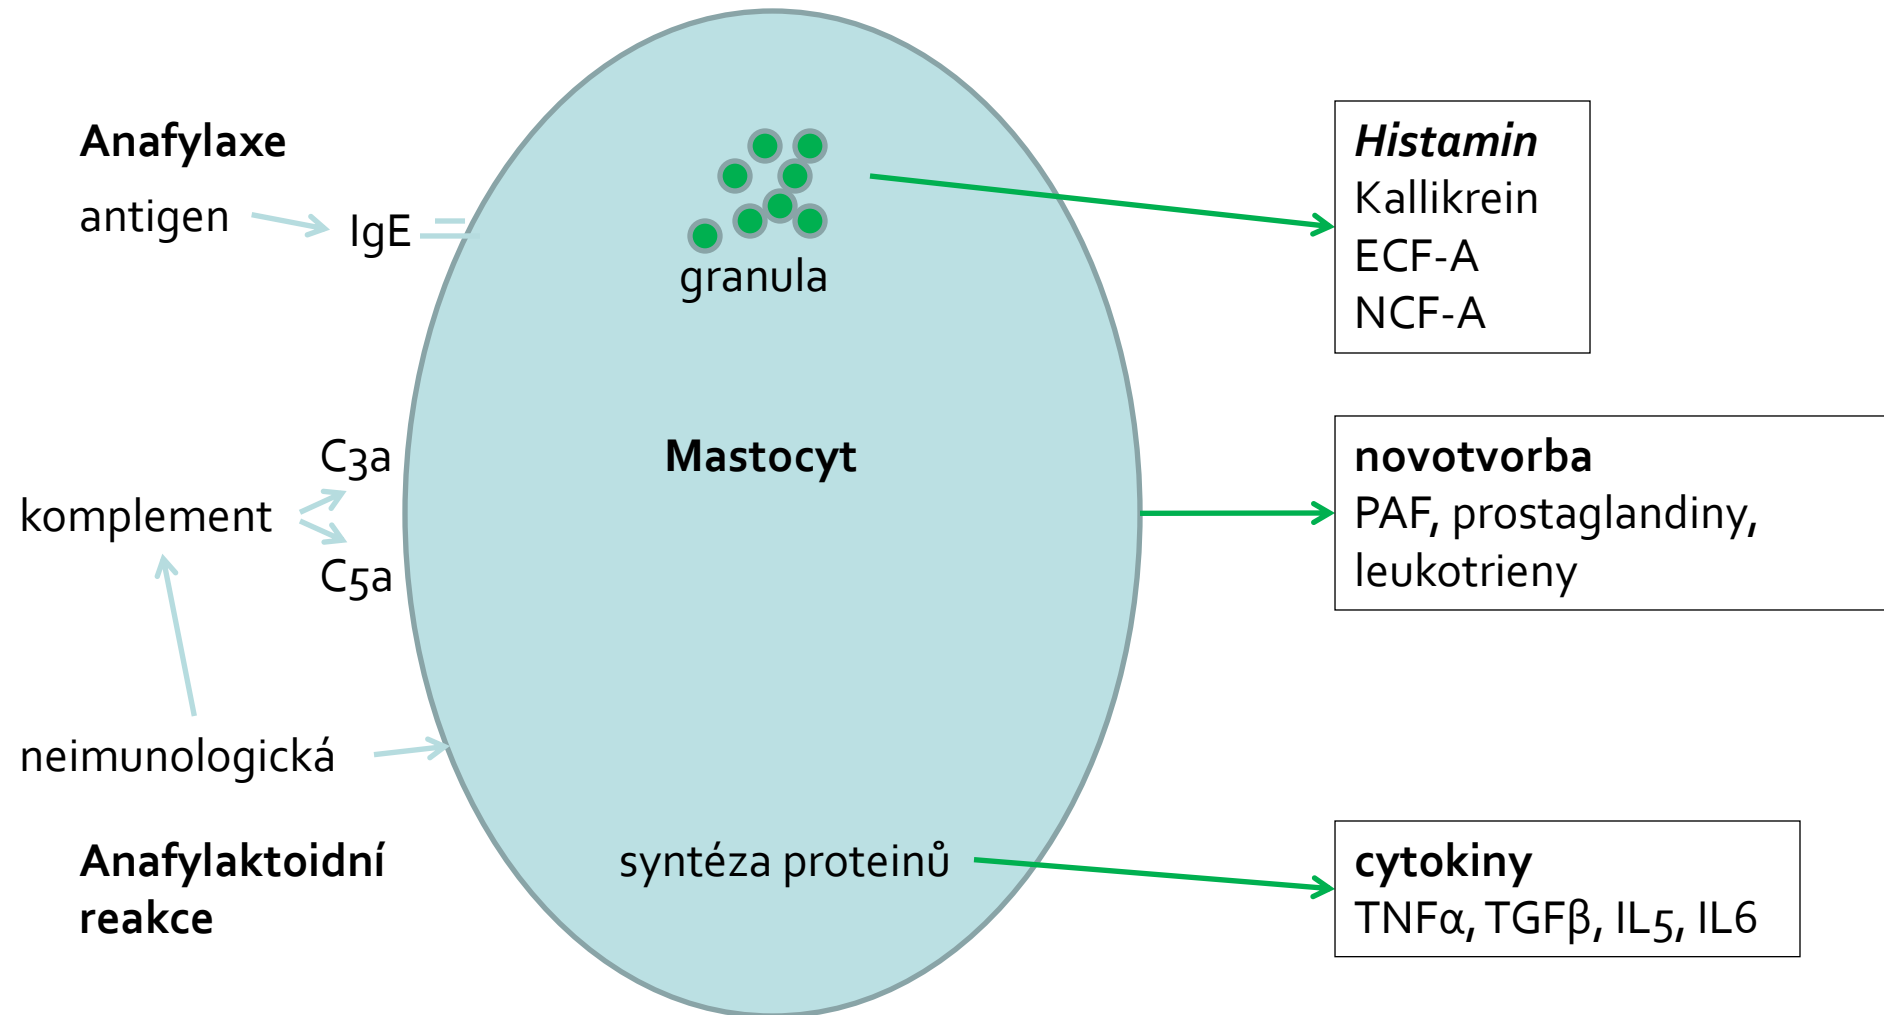 Anafylaxe
antigen
IgE
C3a
komplement
C5a
neimunologická
Anafylaktoidní
reakce
granula
Mastocyt
syntéza proteinů
Histamin
Kallikrein
ECF-A
NCF-A
novotvorba
PAF, prostaglandiny,
leukotrieny
cytokiny
TNFα, TGFβ, IL5, IL6